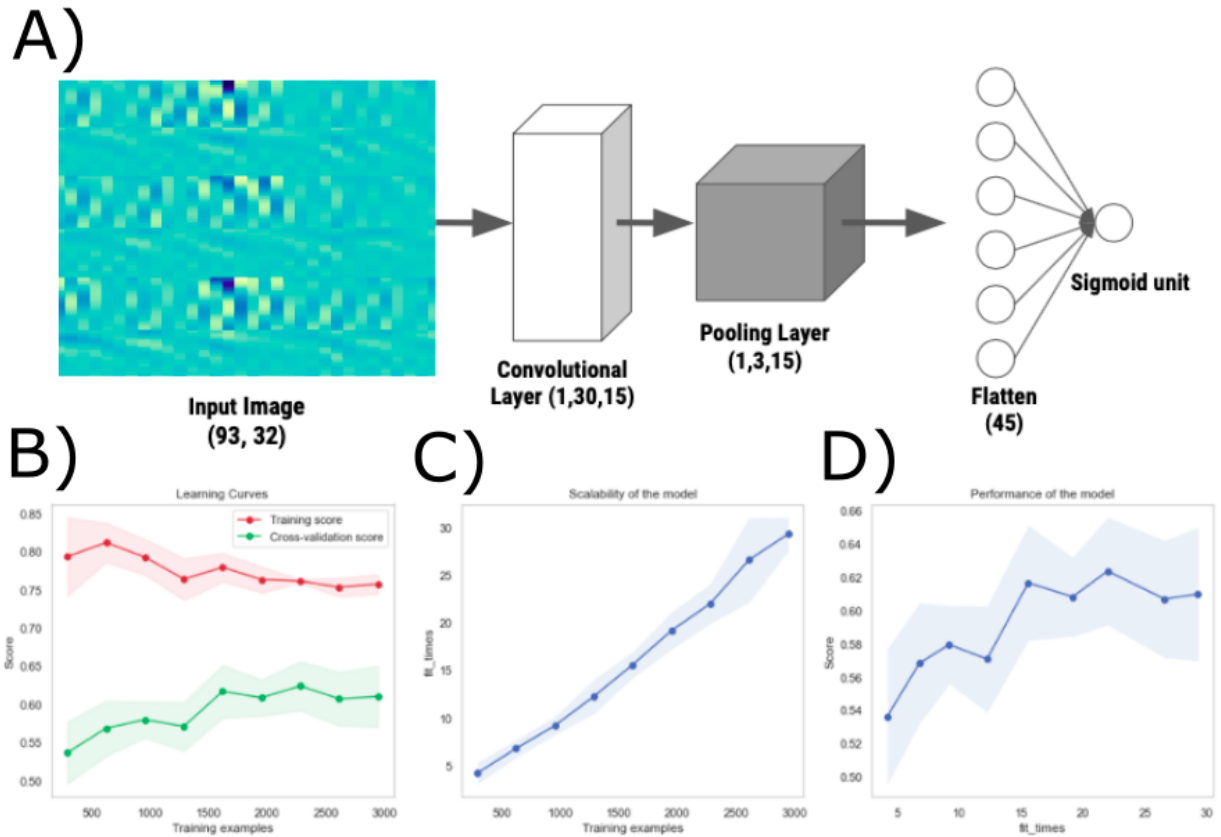 A)
Input Image
(93, 32)
Convolutional
Layer (1,30,15)
Pooling Layer
(1,3,15)
Flatten
(45)
Sigmoid unit
B)
Learning Curves
Training score
Cross-validation score
Score
0.85
0.80
0.75
0.70
0.65
0.60
0.55
0.50
500 1000 1500 2000 2500 3000
Training examples
C)
Scalability of the model
fit_times
30
25
20
15
10
5
500 1000 1500 2000 2500 3000
Training examples
D)
Performance of the model
Score
0.66
0.64
0.62
0.60
0.58
0.56
0.54
0.52
0.50
5 10 15 20 25 30
fit_times